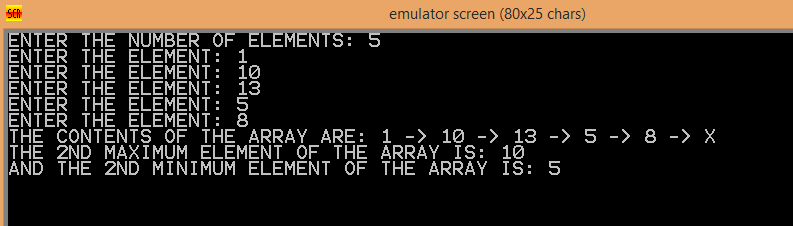 SCR
emulator screen (80x25 chars)
ENTER THE NUMBER OF ELEMENTS: 5
ENTER THE ELEMENT: 1
ENTER THE ELEMENT: 10
ENTER THE ELEMENT: 13
ENTER THE ELEMENT: 5
ENTER THE ELEMENT: 8
THE CONTENTS OF THE ARRAY ARE: 1 -> 10 -> 13 -> 5 -> 8 -> X
THE 2ND MAXIMUM ELEMENT OF THE ARRAY IS: 10
AND THE 2ND MINIMUM ELEMENT OF THE ARRAY IS: 5